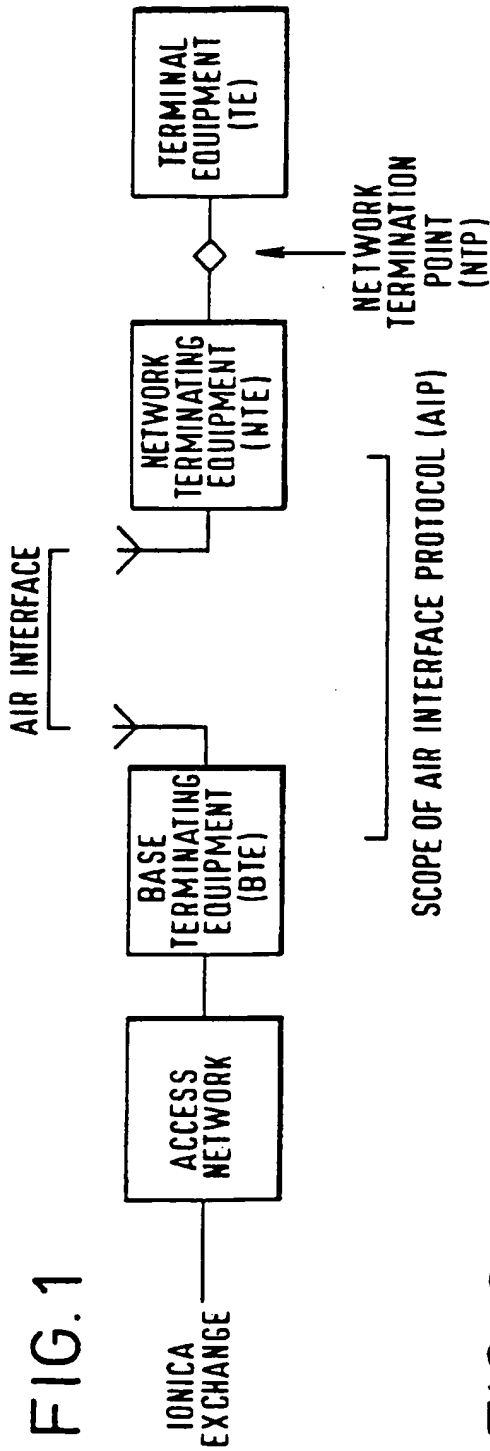 FIG. 1
IONICA
EXCHANGE
ACCESS
NETWORK
BASE
TERMINATING
EQUIPMENT
(BTE)
AIR INTERFACE
NETWORK
TERMINATING
EQUIPMENT
(NTE)
TERMINAL
EQUIPMENT
(TE)
NETWORK
TERMINATION
POINT
(NTP)
SCOPE OF AIR INTERFACE PROTOCOL (AIP)